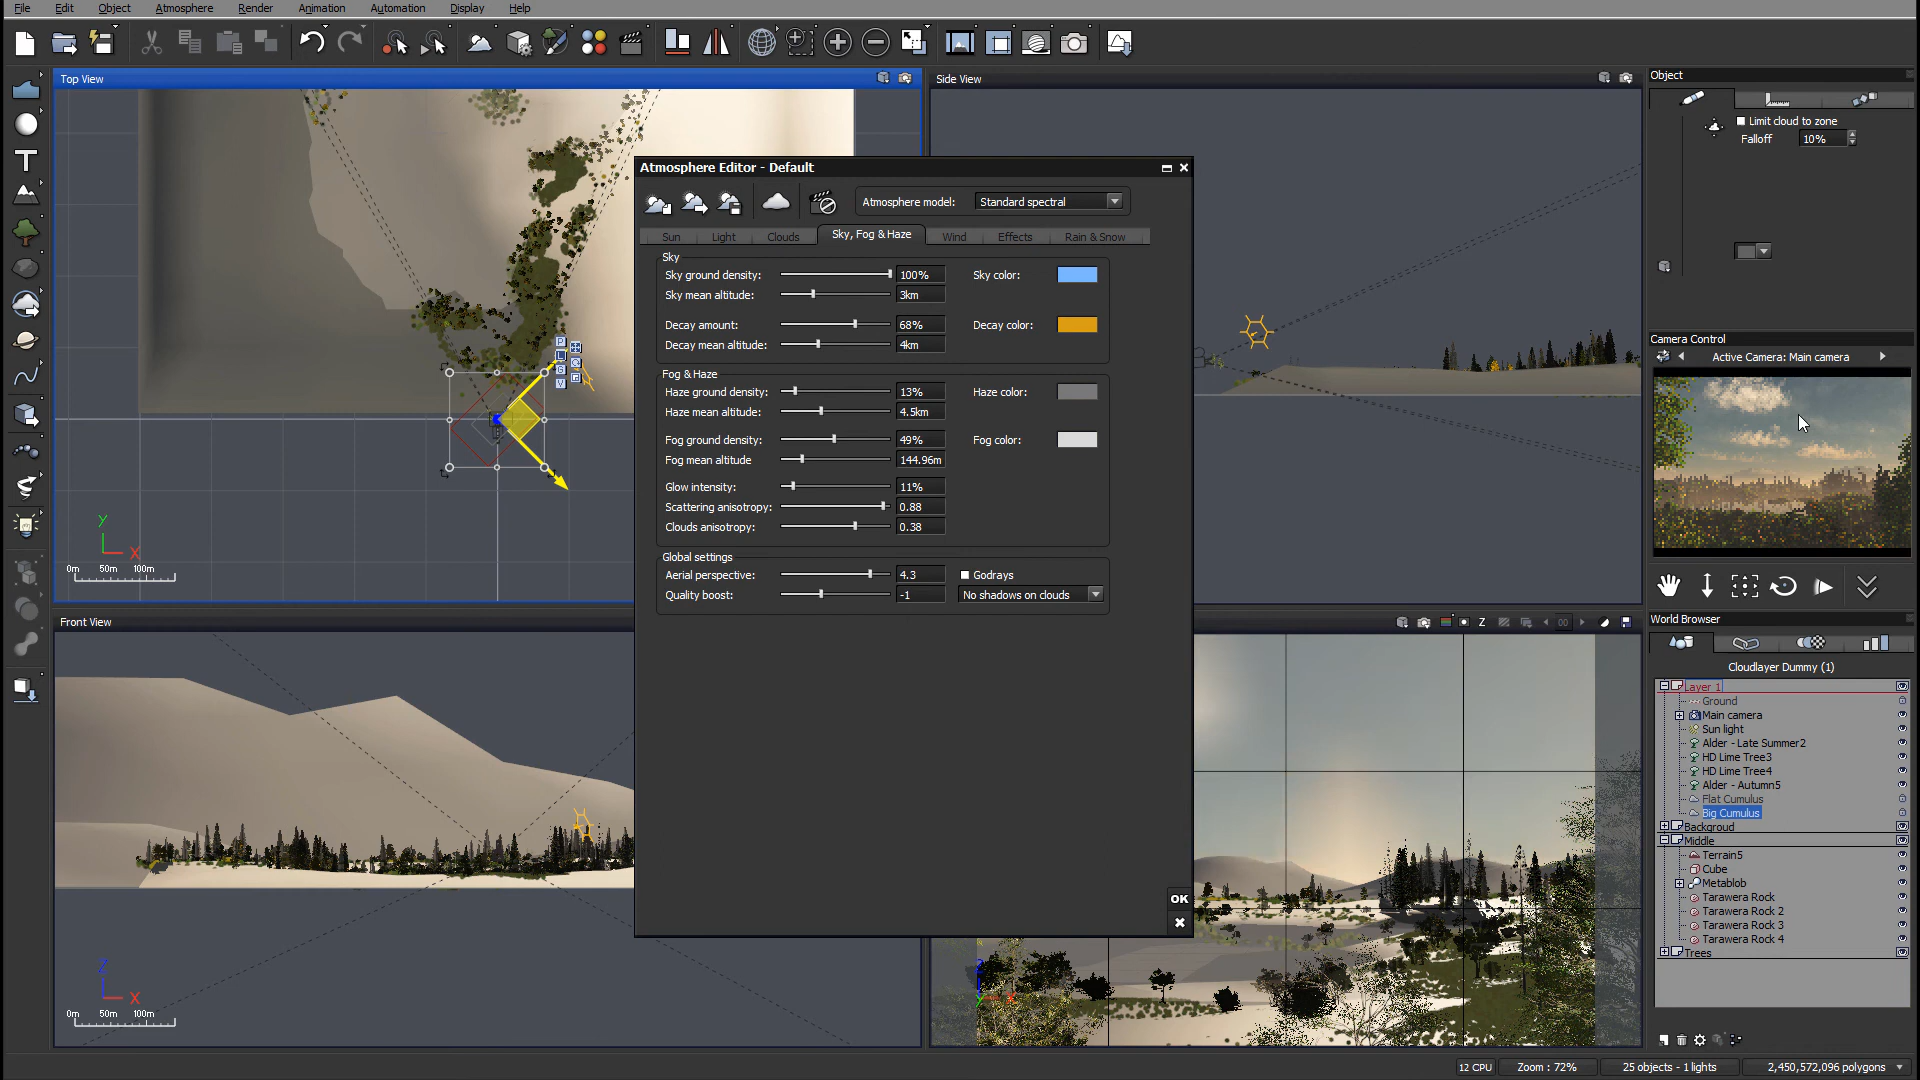 File Edit Object Atmosphere Render Animation Automation Display Help
Top View
Side View
Object
Limit cloud to zone
Falloff 10%
Atmosphere Editor - Default
Atmosphere model: Standard spectral
Sun Light Clouds Sky, Fog & Haze Wind Effects Rain & Snow
Sky
Sky ground density: 100% Sky color:
Sky mean altitude: 3km
Decay amount: 68% Decay color:
Decay mean altitude: 4km
Fog & Haze
Haze ground density: 13% Haze color:
Haze mean altitude: 4.5km
Fog ground density: 49% Fog color:
Fog mean altitude 144.96m
Glow intensity: 11%
Scattering anisotropy: 0.88
Clouds anisotropy: 0.38
Global settings
Aerial perspective: 4.3 Godrays
Quality boost: -1 No shadows on clouds
OK
Y
X
0m 50m 100m
Front View
Z
X
0m 50m 100m
Z 00
Camera Control
Active Camera: Main camera
World Browser
Cloudlayer Dummy (1)
Layer 1
Ground
Main camera
Sun light
Alder - Late Summer2
HD Lime Tree3
HD Lime Tree4
Alder - Autumn5
Flat Cumulus
Big Cumulus
Backgroud
Middle
Terrain5
Cube
Metablob
Tarawera Rock
Tarawera Rock 2
Tarawera Rock 3
Tarawera Rock 4
Trees
12 CPU Zoom : 72% 25 objects - 1 lights 2,450,572,096 polygons